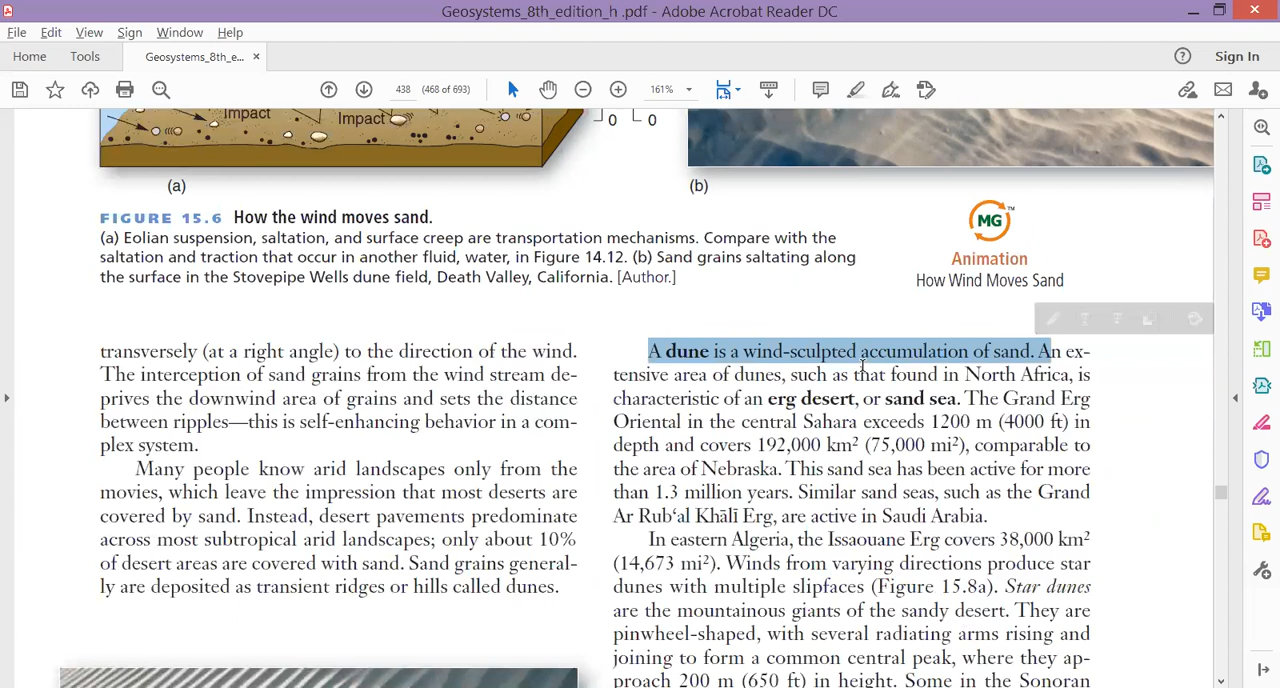 Geosystems_8th_edition_h .pdf - Adobe Acrobat Reader DC
File Edit View Sign Window Help
Home Tools Geosystems_8th_e... × Sign In
438 (468 of 693) 161%
Impact Impact 0 0
(a) (b)
FIGURE 15.6 How the wind moves sand.
(a) Eolian suspension, saltation, and surface creep are transportation mechanisms. Compare with the
saltation and traction that occur in another fluid, water, in Figure 14.12. (b) Sand grains saltating along
the surface in the Stovepipe Wells dune field, Death Valley, California. [Author.]
MG™
Animation
How Wind Moves Sand
transversely (at a right angle) to the direction of the wind.
The interception of sand grains from the wind stream de-
prives the downwind area of grains and sets the distance
between ripples—this is self-enhancing behavior in a com-
plex system.
Many people know arid landscapes only from the
movies, which leave the impression that most deserts are
covered by sand. Instead, desert pavements predominate
across most subtropical arid landscapes; only about 10%
of desert areas are covered with sand. Sand grains general-
ly are deposited as transient ridges or hills called dunes.
A dune is a wind-sculpted accumulation of sand. An ex-
tensive area of dunes, such as that found in North Africa, is
characteristic of an erg desert, or sand sea. The Grand Erg
Oriental in the central Sahara exceeds 1200 m (4000 ft) in
depth and covers 192,000 km² (75,000 mi²), comparable to
the area of Nebraska. This sand sea has been active for more
than 1.3 million years. Similar sand seas, such as the Grand
Ar Rub‘al Khālī Erg, are active in Saudi Arabia.
In eastern Algeria, the Issaouane Erg covers 38,000 km²
(14,673 mi²). Winds from varying directions produce star
dunes with multiple slipfaces (Figure 15.8a). Star dunes
are the mountainous giants of the sandy desert. They are
pinwheel-shaped, with several radiating arms rising and
joining to form a common central peak, where they ap-
proach 200 m (650 ft) in height. Some in the Sonoran